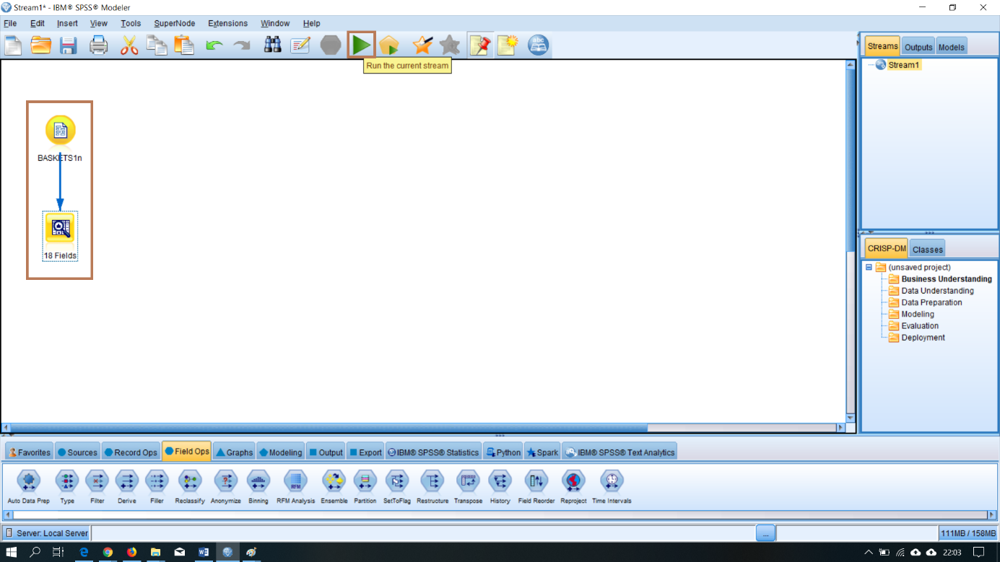 Stream1* - IBM® SPSS® Modeler
File Edit Insert View Tools SuperNode Extensions Window Help
Run the current stream
BASKETS1n
18 Fields
Streams Outputs Models
Stream1
CRISP-DM Classes
(unsaved project)
Business Understanding
Data Understanding
Data Preparation
Modeling
Evaluation
Deployment
Favorites Sources Record Ops Field Ops Graphs Modeling Output Export IBM® SPSS® Statistics Python Spark IBM® SPSS® Text Analytics
Auto Data Prep Type Filter Derive Filler Reclassify Anonymize Binning RFM Analysis Ensemble Partition SetToFlag Restructure Transpose History Field Reorder Reproject Time Intervals
Server: Local Server ... 111MB / 158MB
22:03